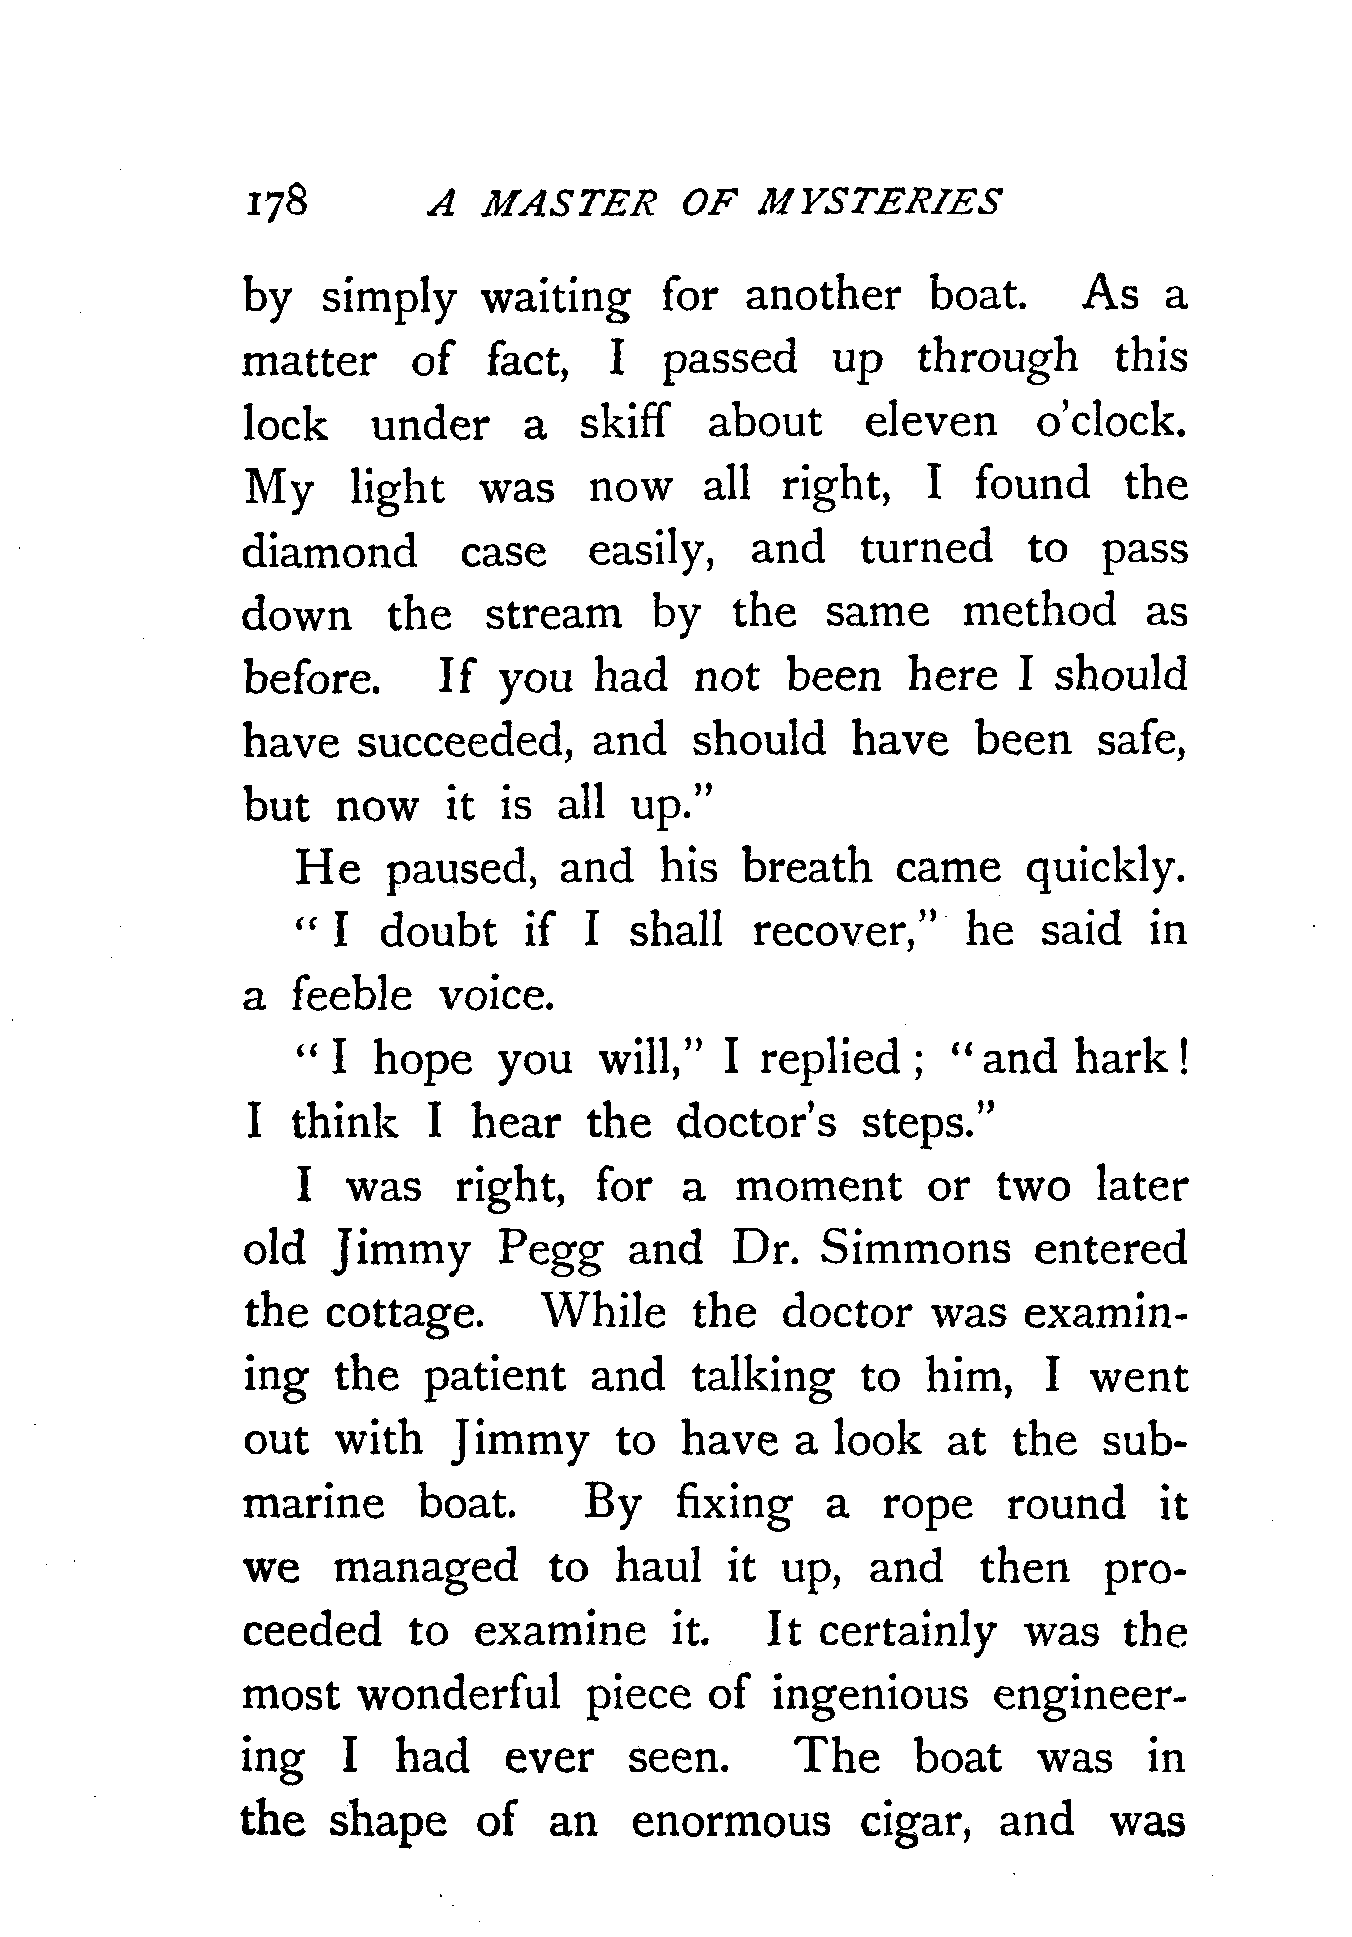 178 A MASTER OF MYSTERIES
by simply waiting for another boat. As a
matter of fact, I passed up through this
lock under a skiff about eleven o'clock.
My light was now all right, I found the
diamond case easily, and turned to pass
down the stream by the same method as
before. If you had not been here I should
have succeeded, and should have been safe,
but now it is all up."
He paused, and his breath came quickly.
"I doubt if I shall recover," he said in
a feeble voice.
"I hope you will," I replied; "and hark!
I think I hear the doctor's steps."
I was right, for a moment or two later
old Jimmy Pegg and Dr. Simmons entered
the cottage. While the doctor was examin-
ing the patient and talking to him, I went
out with Jimmy to have a look at the sub-
marine boat. By fixing a rope round it
we managed to haul it up, and then pro-
ceeded to examine it. It certainly was the
most wonderful piece of ingenious engineer-
ing I had ever seen. The boat was in
the shape of an enormous cigar, and was